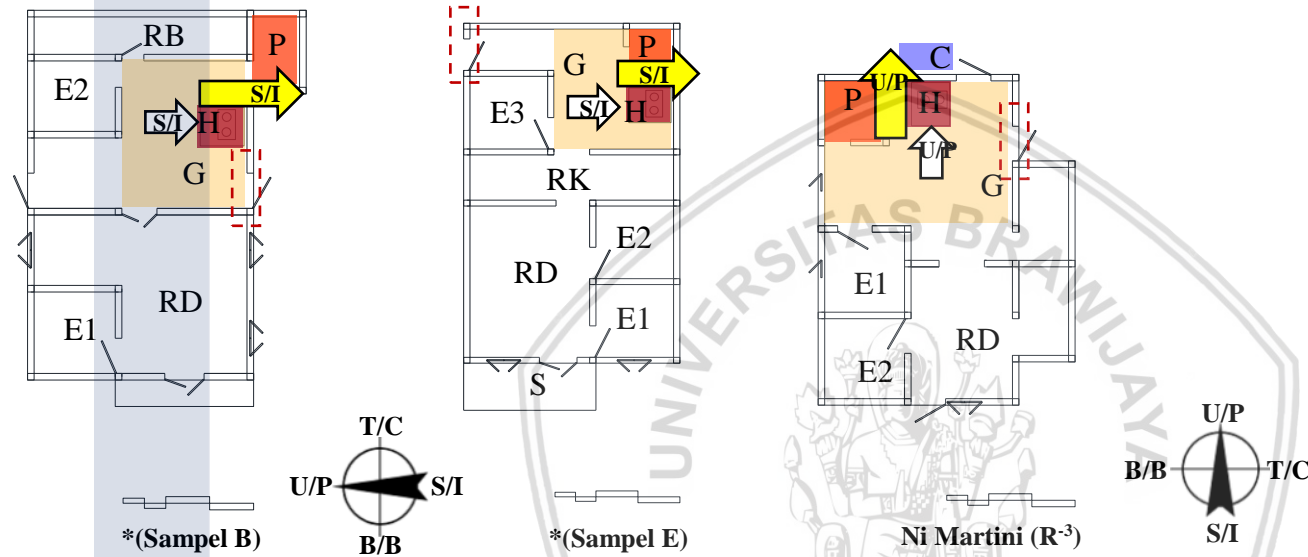 RB
P
E2
S/I
S/I
H
G
RD
E1
*(Sampel B)
T/C
U/P
S/I
B/B
G
P
S/I
S/I
H
E3
RK
E2
RD
E1
S
*(Sampel E)
C
P
U/P
H
U/P
G
E1
RD
E2
Ni Martini (R⁻³)
U/P
B/B
T/C
S/I
UNIVERSITAS BRAWIJAYA